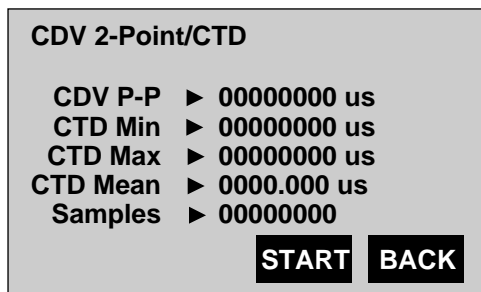 CDV 2-Point/CTD
CDV P-P ► 00000000 us
CTD Min ► 00000000 us
CTD Max ► 00000000 us
CTD Mean ► 0000.000 us
Samples ► 00000000
START BACK